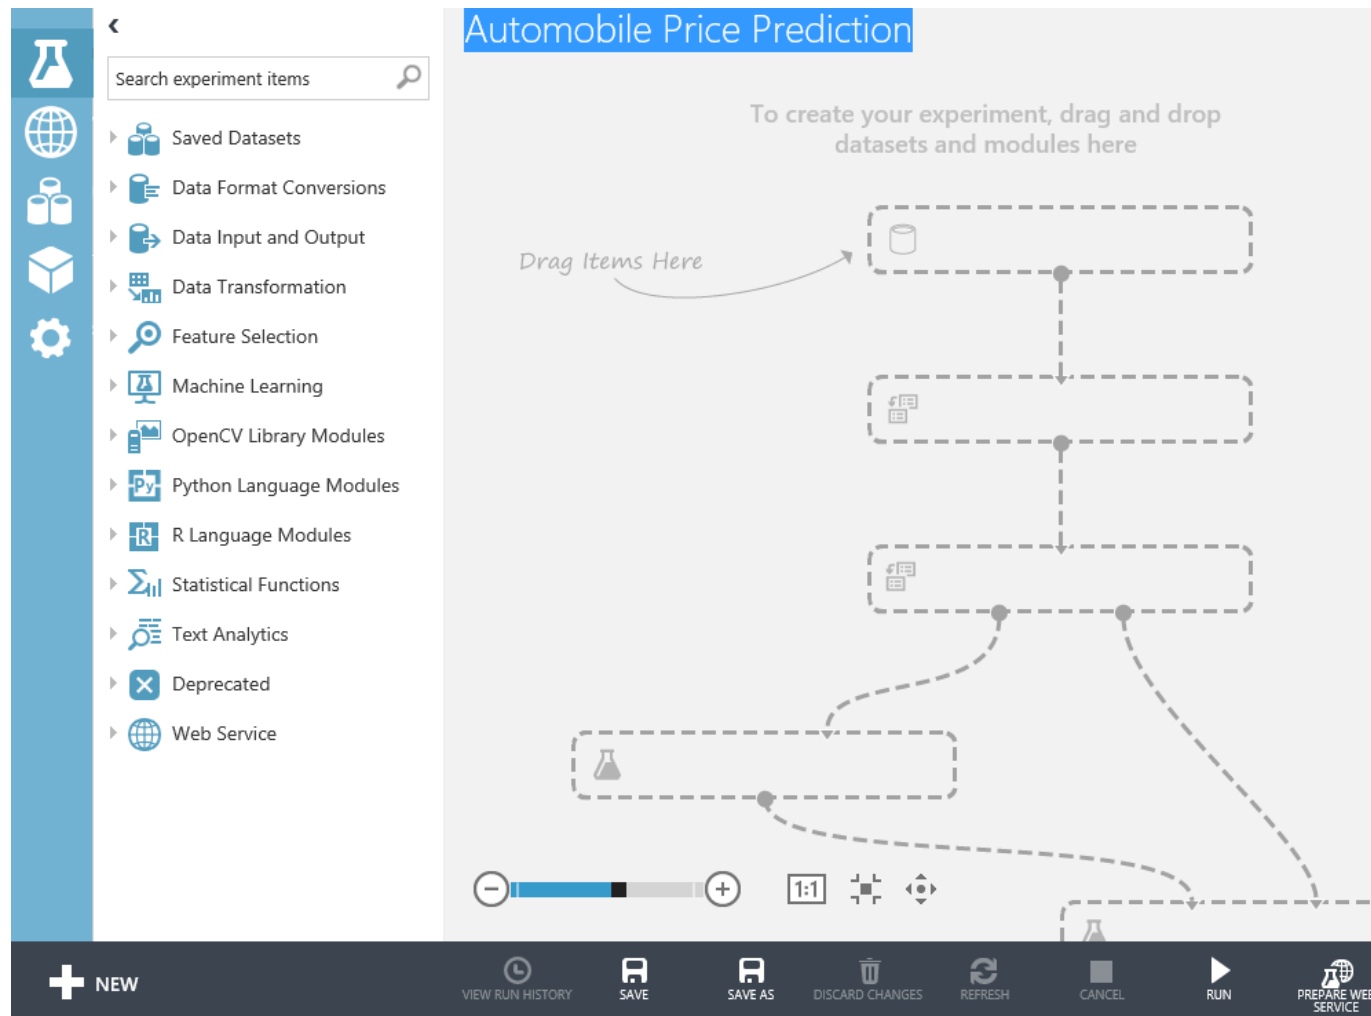 Automobile Price Prediction
Search experiment items
Saved Datasets
Data Format Conversions
Data Input and Output
Data Transformation
Feature Selection
Machine Learning
OpenCV Library Modules
Py
Python Language Modules
R
R Language Modules
Statistical Functions
Text Analytics
Deprecated
Web Service
To create your experiment, drag and drop
datasets and modules here
Drag Items Here
1:1
NEW
VIEW RUN HISTORY
SAVE
SAVE AS
DISCARD CHANGES
REFRESH
CANCEL
RUN
PREPARE WEB
SERVICE